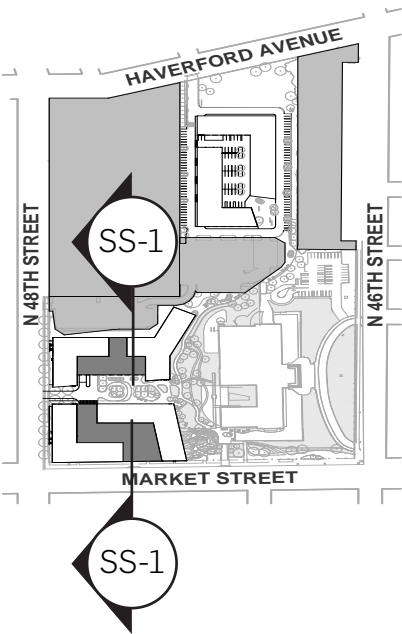 HAVERFORD AVENUE
N 48TH STREET
SS-1
N 46TH STREET
MARKET STREET
SS-1